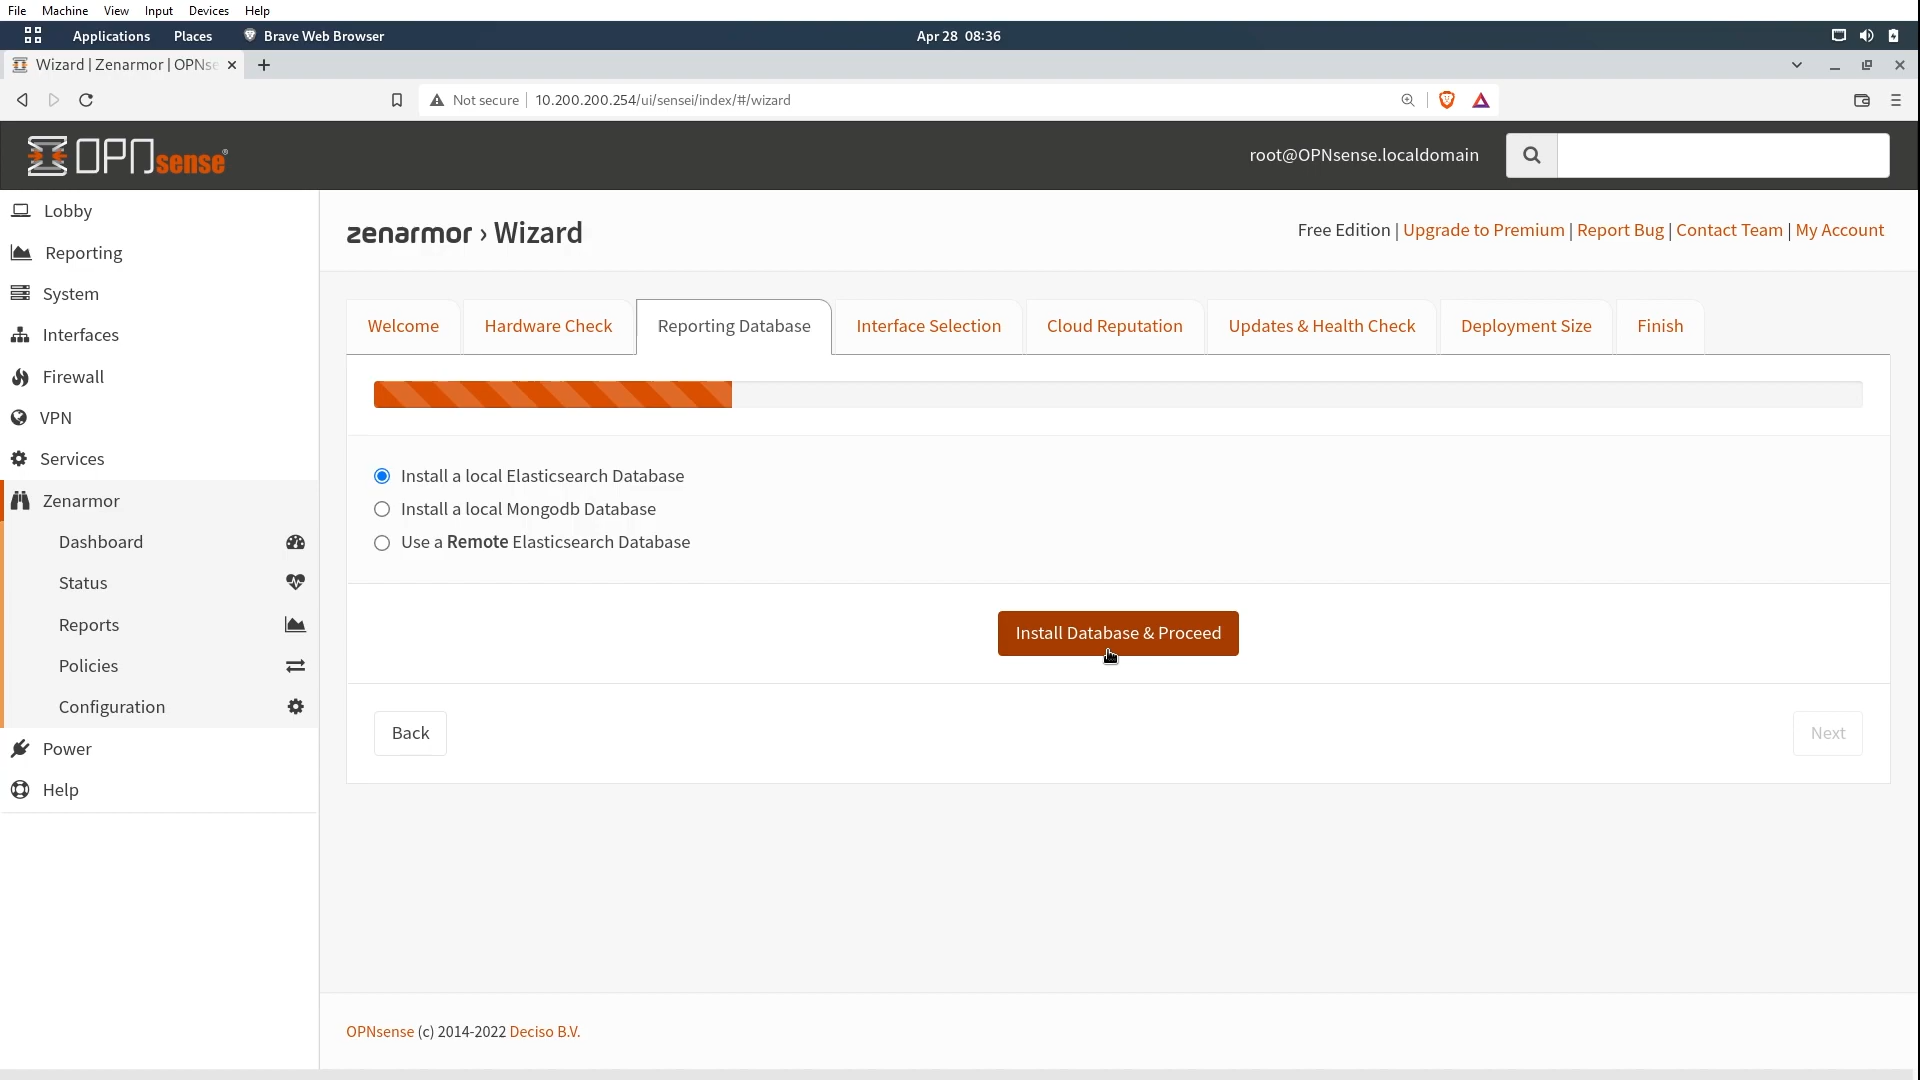 File Machine View Input Devices Help
Applications Places Brave Web Browser Apr 28 08:36
Wizard | Zenarmor | OPNse
Not secure 10.200.200.254/ui/sensei/index/#/wizard
OPNsense® root@OPNsense.localdomain
Lobby
Reporting
System
Interfaces
Firewall
VPN
Services
Zenarmor
Dashboard
Status
Reports
Policies
Configuration
Power
Help
zenarmor › Wizard
Free Edition | Upgrade to Premium | Report Bug | Contact Team | My Account
Welcome Hardware Check Reporting Database Interface Selection Cloud Reputation Updates & Health Check Deployment Size Finish
Install a local Elasticsearch Database
Install a local Mongodb Database
Use a Remote Elasticsearch Database
Install Database & Proceed
Back Next
OPNsense (c) 2014-2022 Deciso B.V.